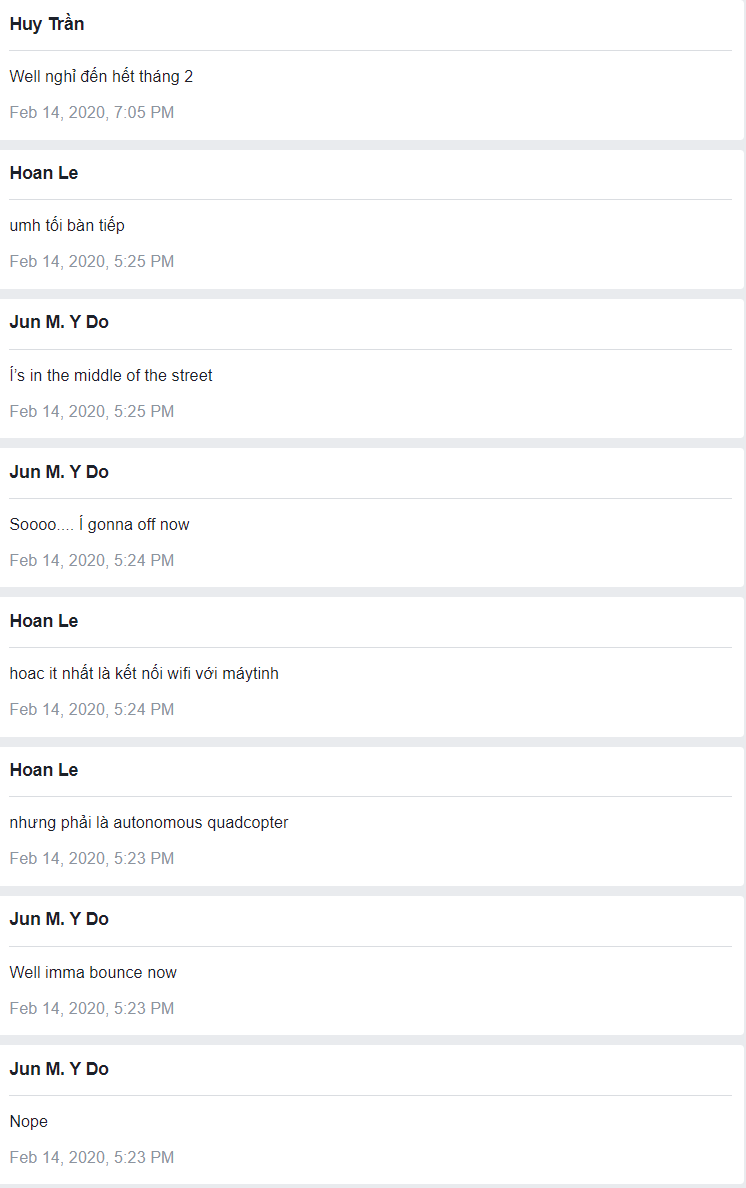 Huy Trần
Well nghỉ đến hết tháng 2
Feb 14, 2020, 7:05 PM
Hoan Le
umh tối bàn tiếp
Feb 14, 2020, 5:25 PM
Jun M. Y Do
Í's in the middle of the street
Feb 14, 2020, 5:25 PM
Jun M. Y Do
Soooo.... Í gonna off now
Feb 14, 2020, 5:24 PM
Hoan Le
hoac it nhất là kết nối wifi với máytinh
Feb 14, 2020, 5:24 PM
Hoan Le
nhưng phải là autonomous quadcopter
Feb 14, 2020, 5:23 PM
Jun M. Y Do
Well imma bounce now
Feb 14, 2020, 5:23 PM
Jun M. Y Do
Nope
Feb 14, 2020, 5:23 PM